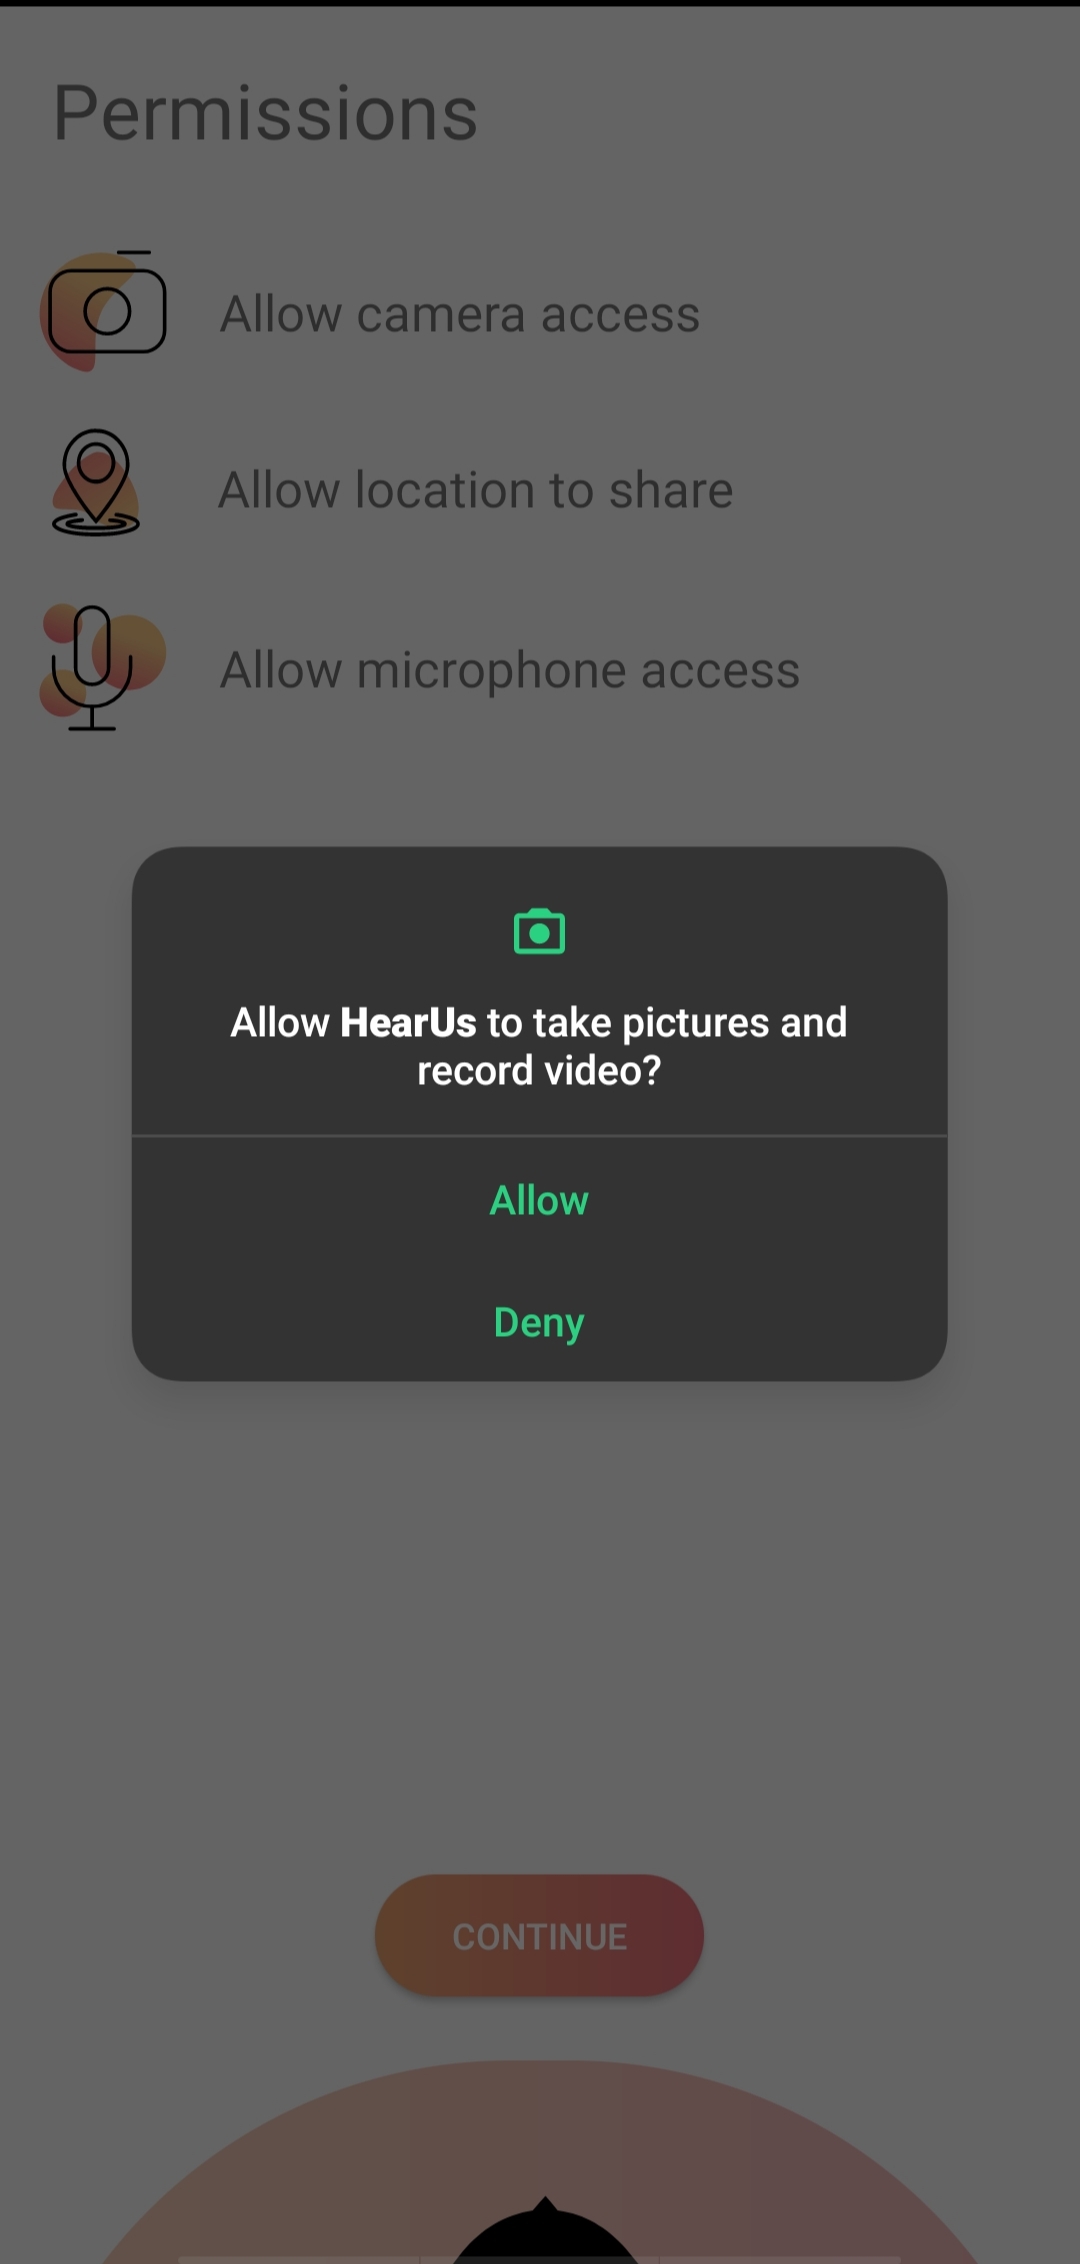 Permissions
Allow camera access
Allow location to share
Allow microphone access
Allow HearUs to take pictures and
record video?
Allow
Deny
CONTINUE